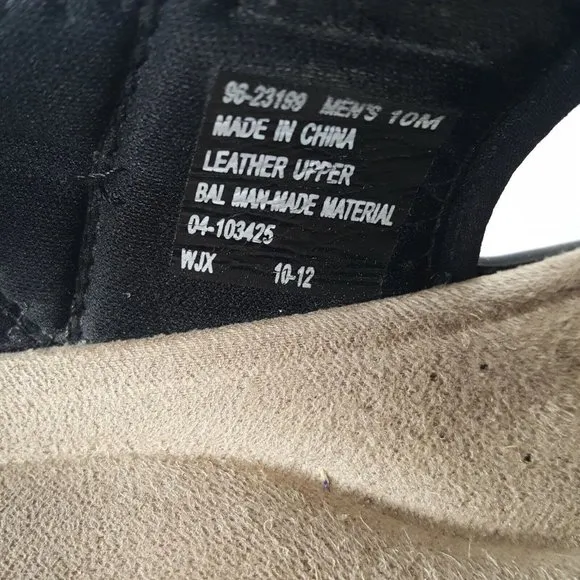 96-23199 MEN'S 10M
MADE IN CHINA
LEATHER UPPER
BAL MAN-MADE MATERIAL
04-103425
WJX 10-12